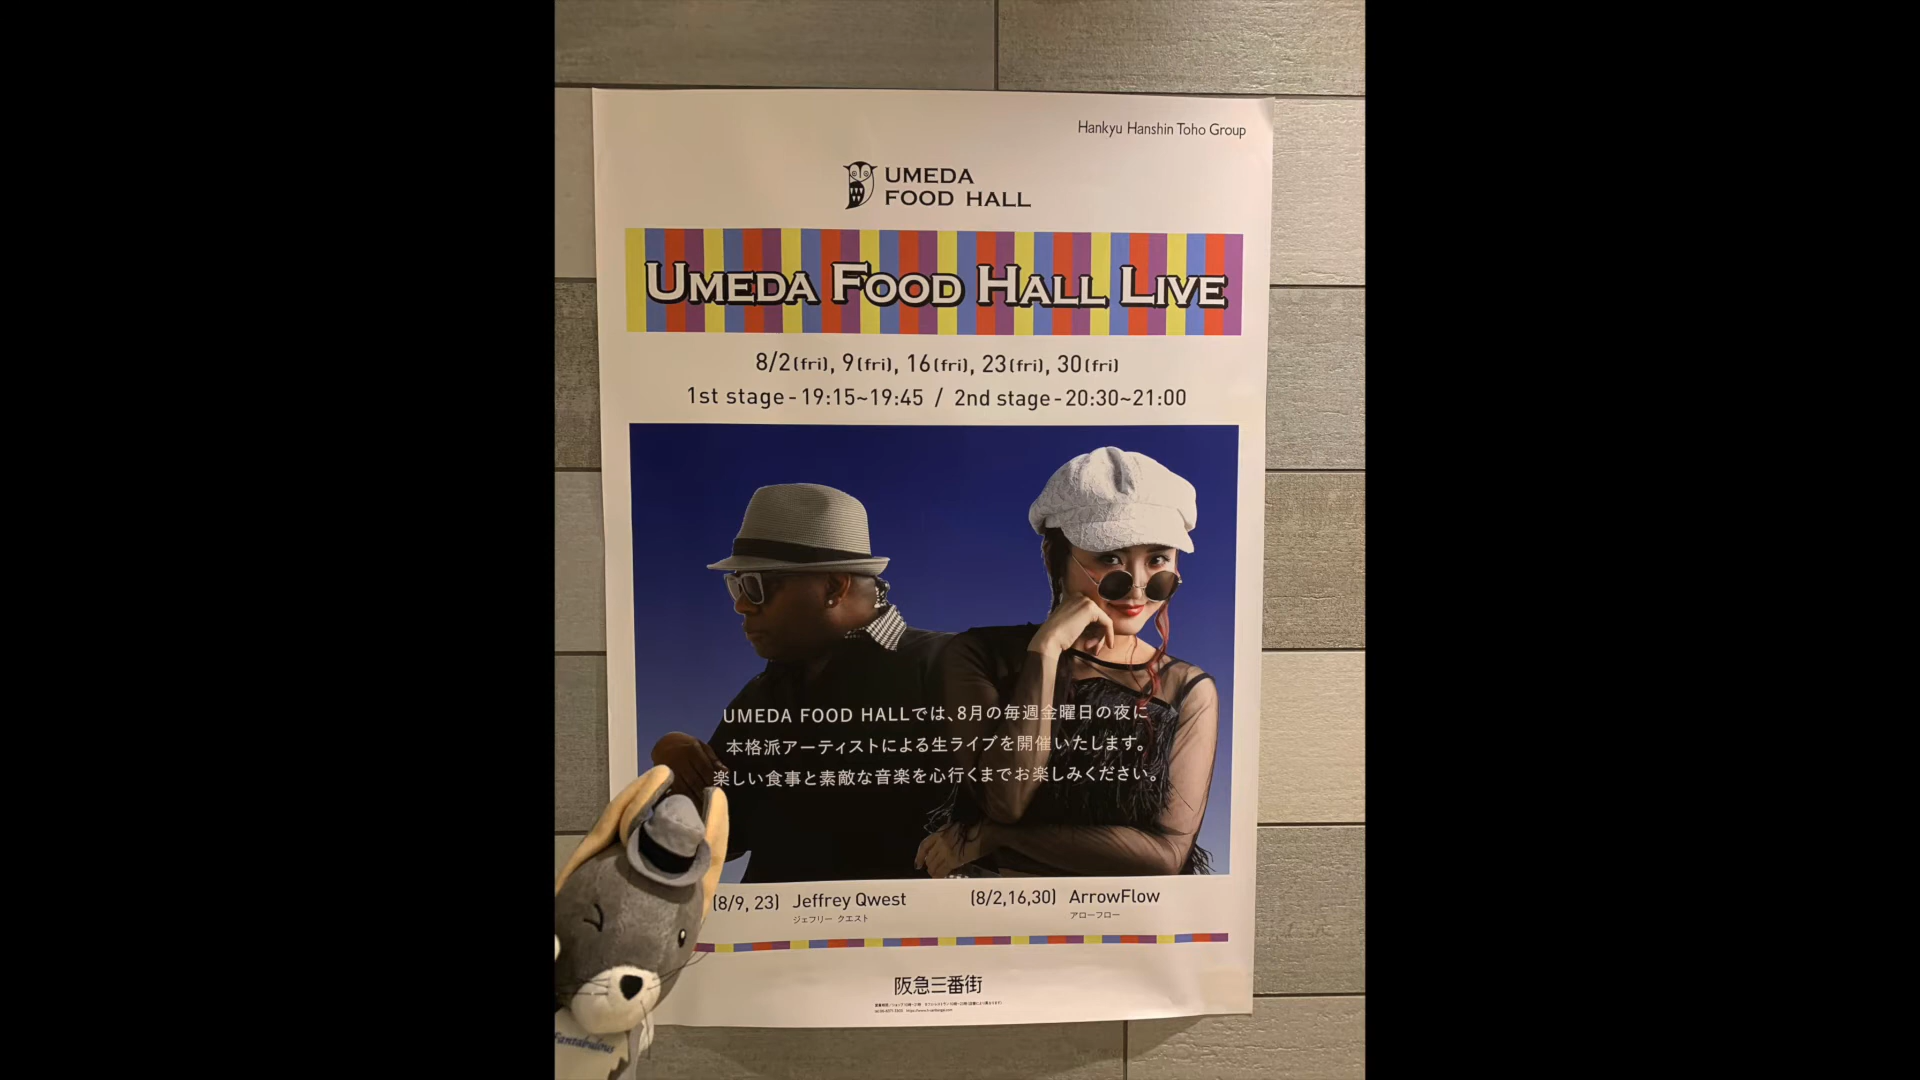 Hankyu Hanshin Toho Group
UMEDA
FOOD HALL
UMEDA FOOD HALL LIVE
8/2(fri), 9(fri), 16(fri), 23(fri), 30(fri)
1st stage-19:15~19:45 / 2nd stage-20:30~21:00
UMEDA FOOD HALLでは、8月の毎週金曜日の夜に
本格派アーティストによる生ライブを開催いたします。
楽しい食事と素敵な音楽を心行くまでお楽しみください。
(8/9, 23) Jeffrey Qwest
ジェフリー クエスト
(8/2,16,30) ArrowFlow
アローフロー
阪急三番街
Fantabulous